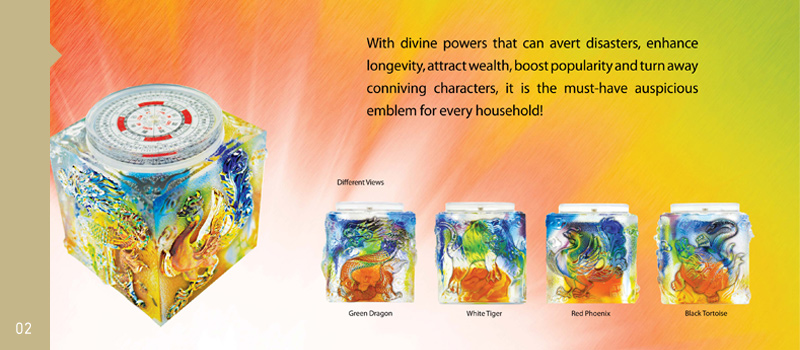 With divine powers that can avert disasters, enhance
longevity, attract wealth, boost popularity and turn away
conniving characters, it is the must-have auspicious
emblem for every household!
Different Views
Green Dragon
White Tiger
Red Phoenix
Black Tortoise
02